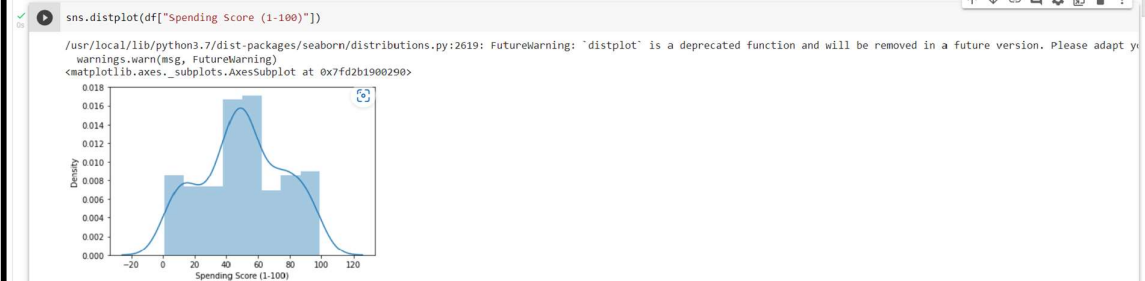 sns.distplot(df["Spending Score (1-100)"])
0s
/usr/local/lib/python3.7/dist-packages/seaborn/distributions.py:2619: FutureWarning: `distplot` is a deprecated function and will be removed in a future version. Please adapt yo
warnings.warn(msg, FutureWarning)
<matplotlib.axes._subplots.AxesSubplot at 0x7fd2b1900290>
0.018
0.016
0.014
0.012
0.010
0.008
0.006
0.004
0.002
0.000
Density
−20 0 20 40 60 80 100 120
Spending Score (1-100)